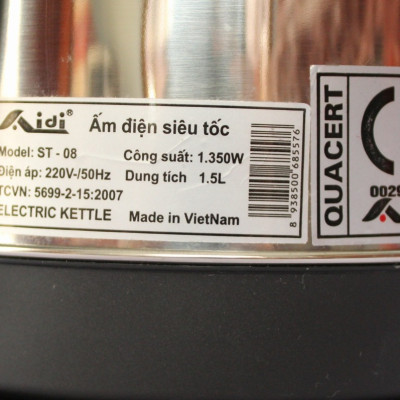 Aidi® Ấm điện siêu tốc
Model: ST - 08 Công suất: 1.350W
Điện áp: 220V-/50Hz Dung tích 1.5L
TCVN: 5699-2-15:2007
ELECTRIC KETTLE Made in VietNam
8 938500 685576
QUACERT
0029